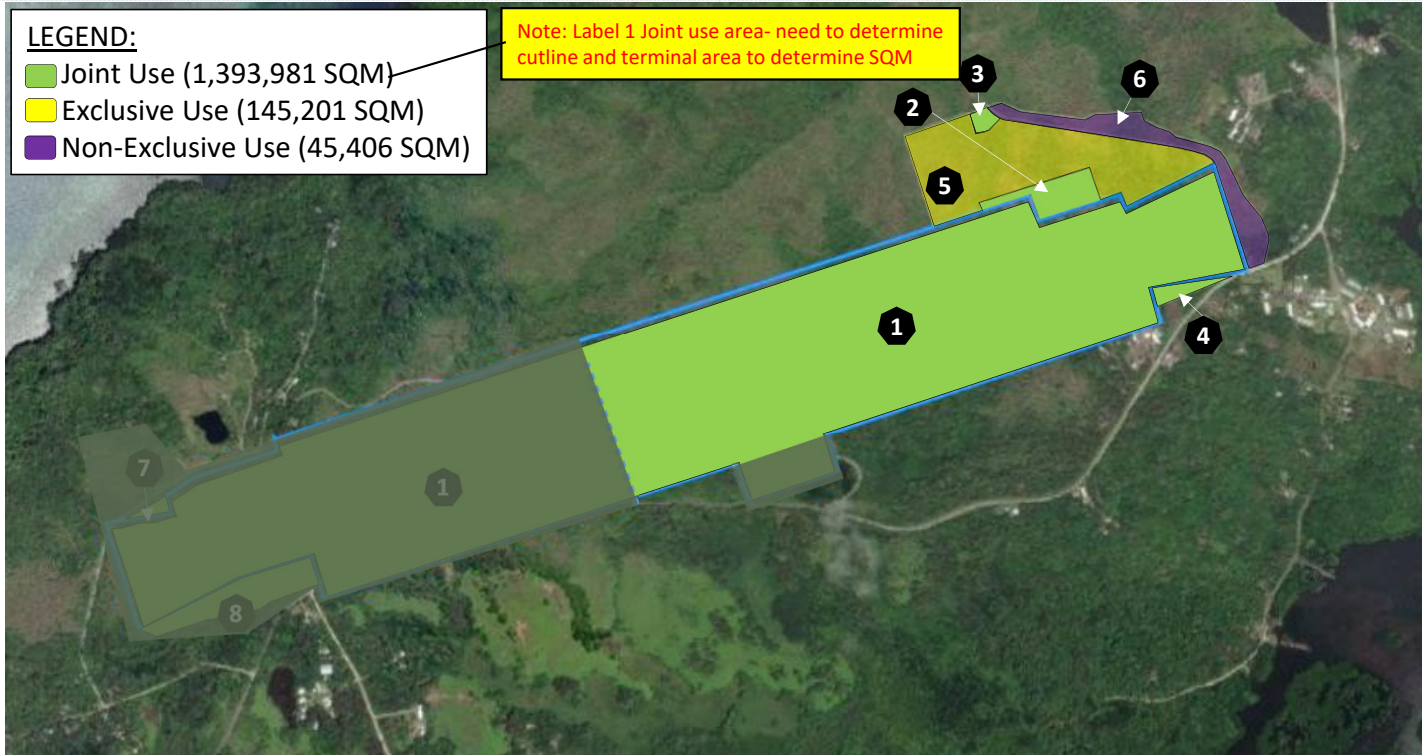 LEGEND:
Joint Use (1,393,981 SQM)
Exclusive Use (145,201 SQM)
Non-Exclusive Use (45,406 SQM)
Note: Label 1 Joint use area- need to determine
cutline and terminal area to determine SQM
3
6
2
5
1
4
7
1
8